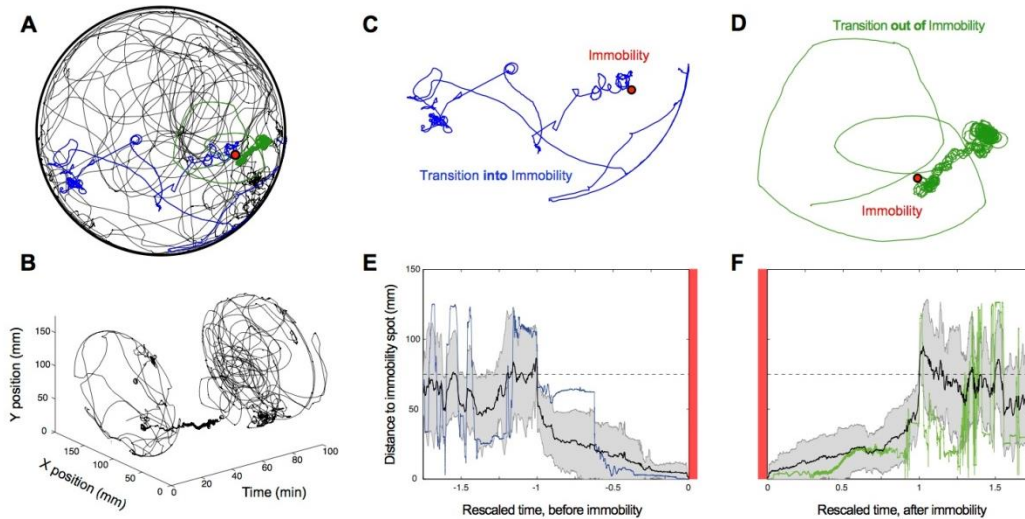 A
C
Immobility
Transition into Immobility
D
Transition out of Immobility
Immobility
B
Y position (mm)
150
100
50
0
X position (mm)
150
100
50
0
Time (min)
0
20
40
60
80
100
E
Distance to immobility spot (mm)
150
100
50
0
-1.5
-1
-0.5
0
Rescaled time, before immobility
F
0
0.5
1
1.5
Rescaled time, after immobility